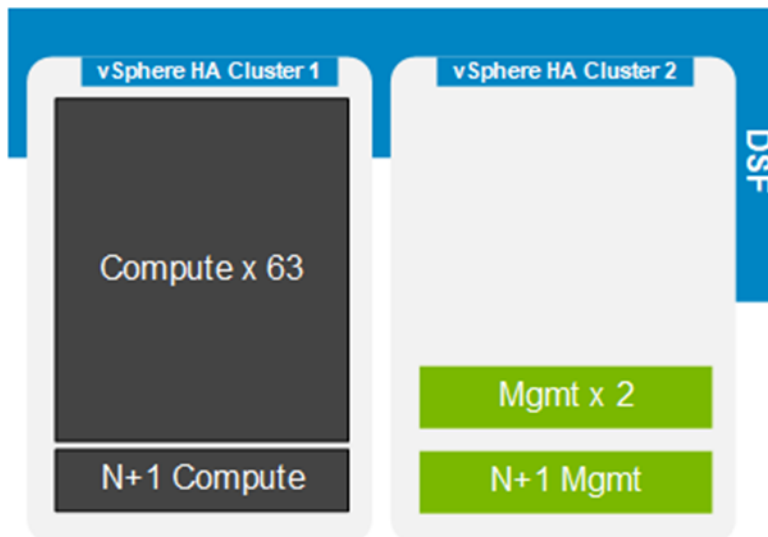 vSphere HA Cluster 1
vSphere HA Cluster 2
DSF
Compute x 63
Mgmt x 2
N+1 Compute
N+1 Mgmt